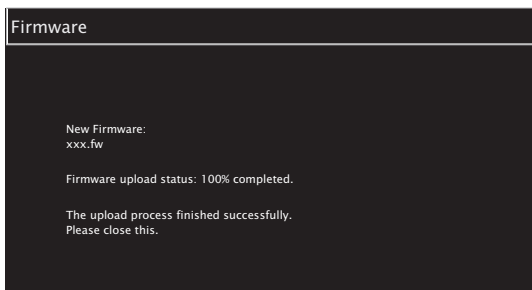 Firmware
New Firmware:
xxx.fw
Firmware upload status: 100% completed.
The upload process finished successfully.
Please close this.